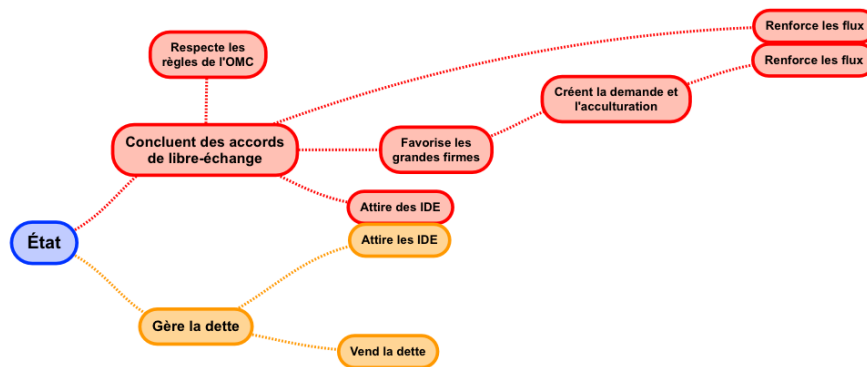 Renforce les flux
Respecte les
règles de l'OMC
Renforce les flux
Créent la demande et
l'acculturation
Concluent des accords
de libre-échange
Favorise les
grandes firmes
Attire des IDE
État
Attire les IDE
Gère la dette
Vend la dette